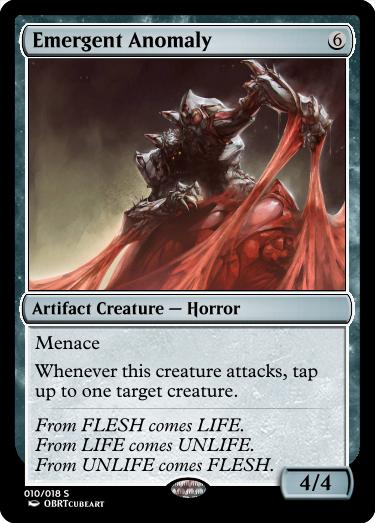 Emergent Anomaly 6
Artifact Creature — Horror
Menace
Whenever this creature attacks, tap
up to one target creature.
From FLESH comes LIFE.
From LIFE comes UNLIFE.
From UNLIFE comes FLESH.
4/4
010/018 S
OBRTCUBEART